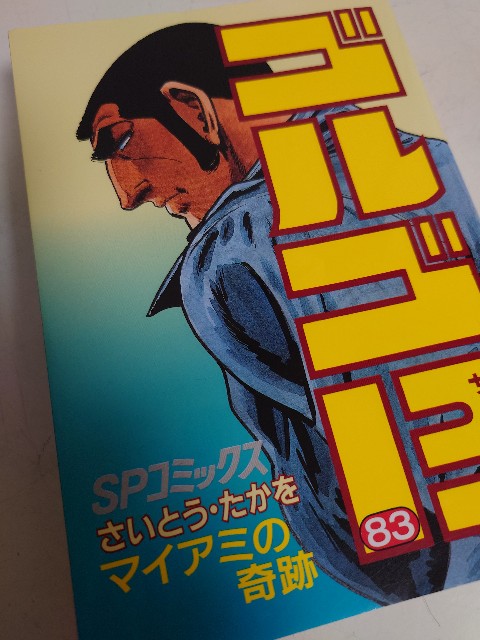 ゴルゴ13
83
SPコミックス
さいとう・たかを
マイアミの
奇跡